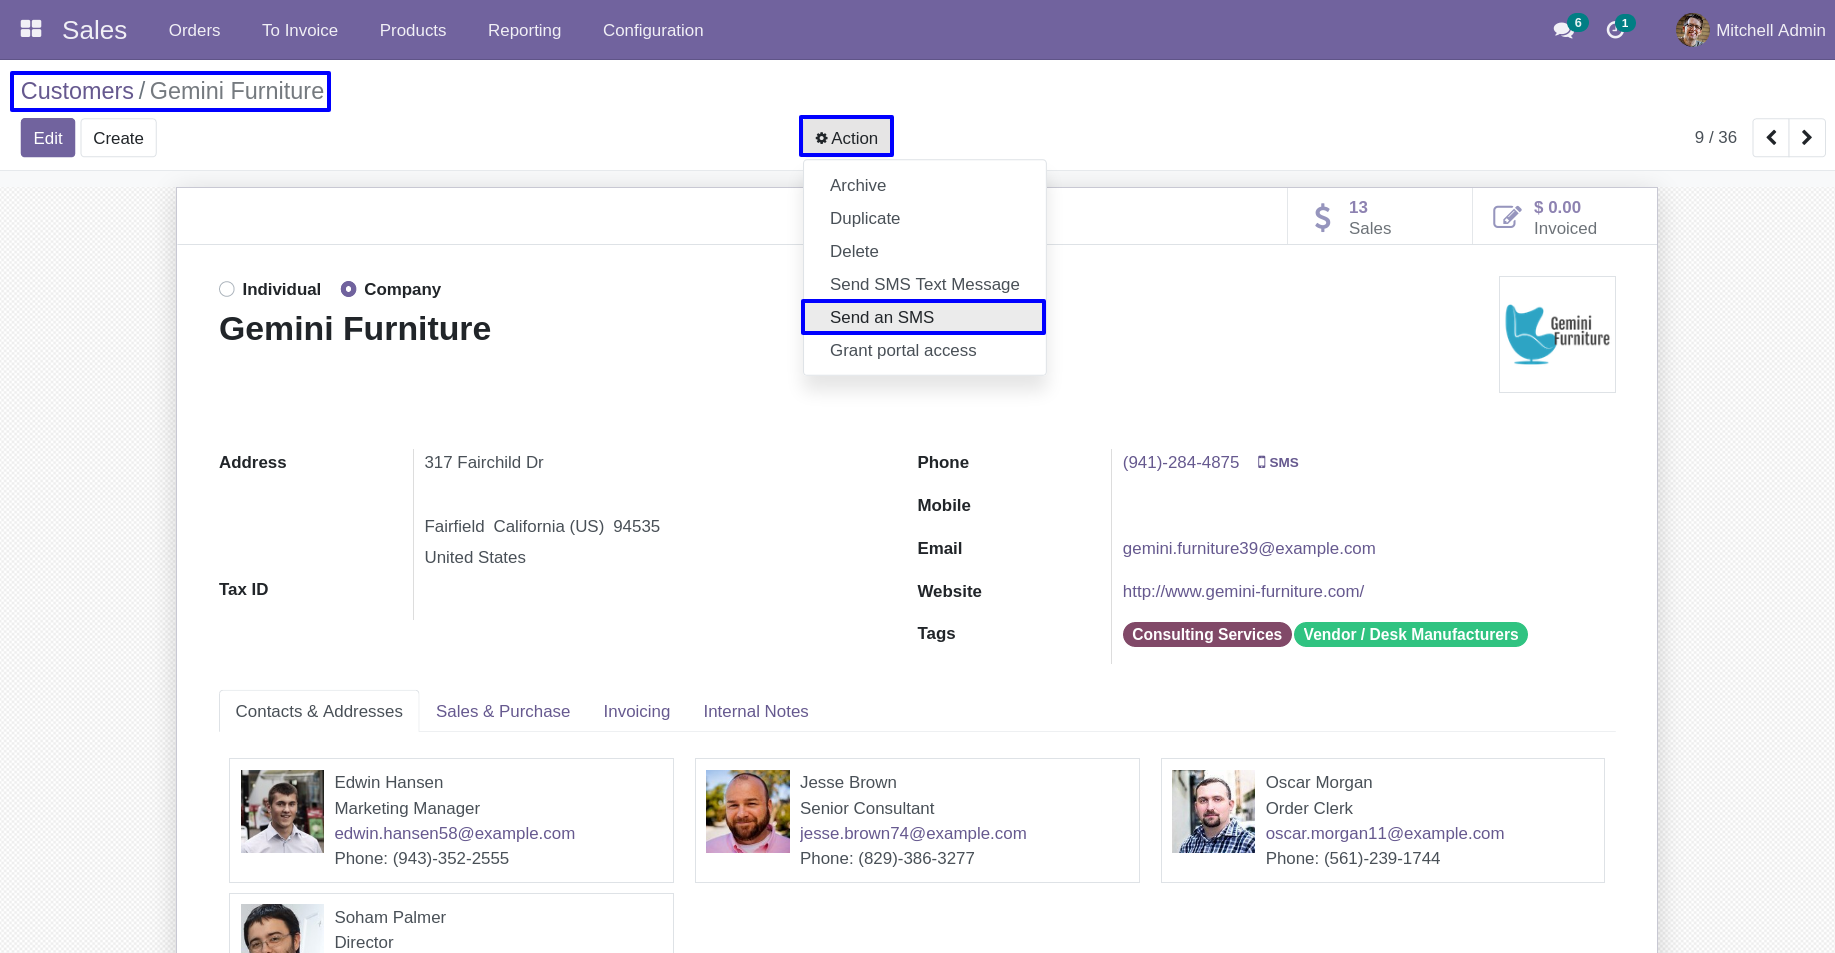 Sales Orders To Invoice Products Reporting Configuration 6 1 Mitchell Admin
Customers / Gemini Furniture
Edit Create Action 9 / 36
Archive
Duplicate
Delete
Send SMS Text Message
Send an SMS
Grant portal access
13
Sales
$ 0.00
Invoiced
Individual Company
Gemini Furniture
Gemini
Furniture
Address 317 Fairchild Dr
Fairfield California (US) 94535
United States
Tax ID
Phone (941)-284-4875 SMS
Mobile
Email gemini.furniture39@example.com
Website http://www.gemini-furniture.com/
Tags Consulting Services Vendor / Desk Manufacturers
Contacts & Addresses Sales & Purchase Invoicing Internal Notes
Edwin Hansen
Marketing Manager
edwin.hansen58@example.com
Phone: (943)-352-2555
Jesse Brown
Senior Consultant
jesse.brown74@example.com
Phone: (829)-386-3277
Oscar Morgan
Order Clerk
oscar.morgan11@example.com
Phone: (561)-239-1744
Soham Palmer
Director